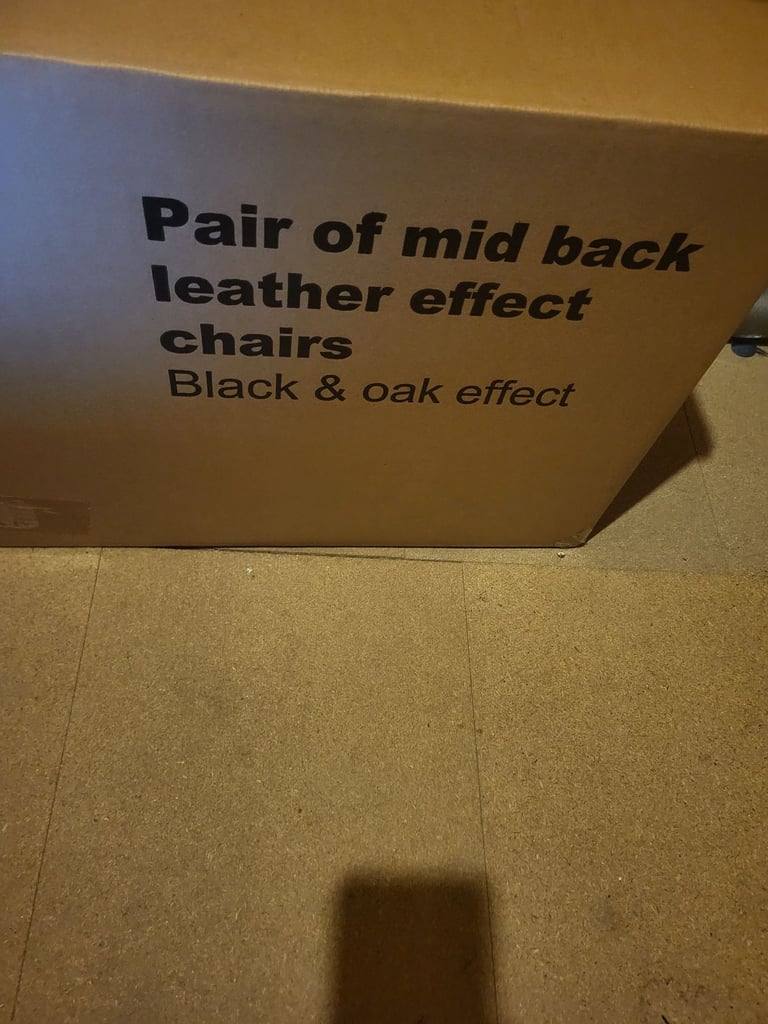 Pair of mid back
leather effect
chairs
Black & oak effect